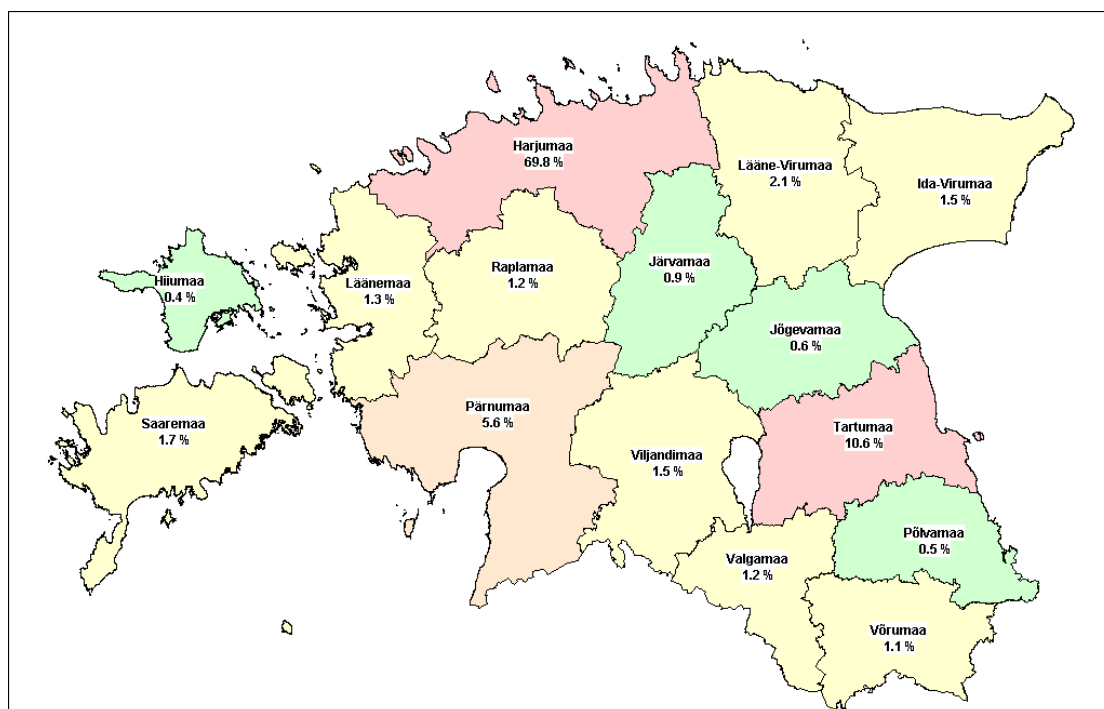 Harjumaa
69.8 %
Lääne-Virumaa
2.1 %
Ida-Virumaa
1.5 %
Hiiumaa
0.4 %
Läänemaa
1.3 %
Raplamaa
1.2 %
Järvamaa
0.9 %
Jõgevamaa
0.6 %
Saaremaa
1.7 %
Pärnumaa
5.6 %
Viljandimaa
1.5 %
Tartumaa
10.6 %
Põlvamaa
0.5 %
Valgamaa
1.2 %
Võrumaa
1.1 %